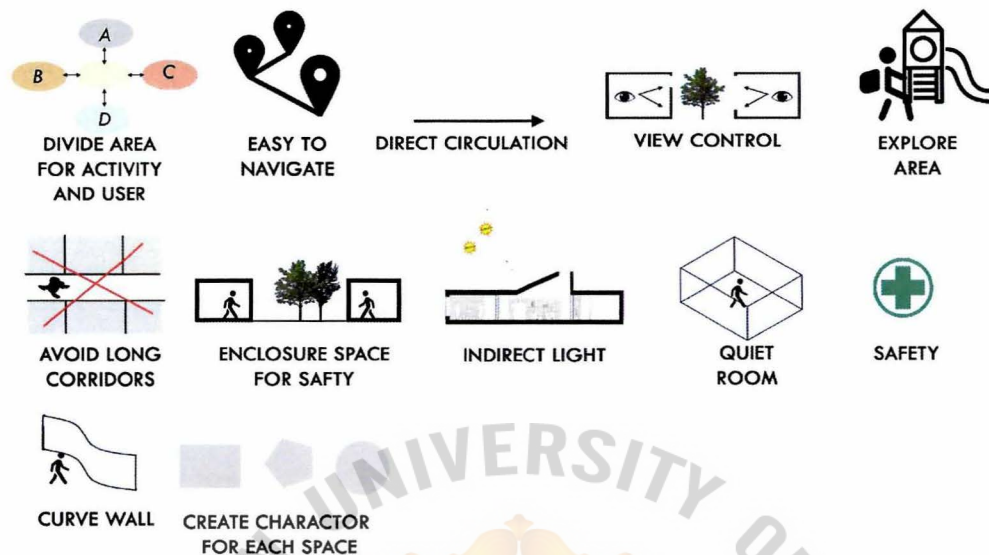 A
B
C
D
DIVIDE AREA
FOR ACTIVITY
AND USER
EASY TO
NAVIGATE
DIRECT CIRCULATION
VIEW CONTROL
EXPLORE
AREA
AVOID LONG
CORRIDORS
ENCLOSURE SPACE
FOR SAFTY
INDIRECT LIGHT
QUIET
ROOM
SAFETY
CURVE WALL
CREATE CHARACTOR
FOR EACH SPACE
UNIVERSITY